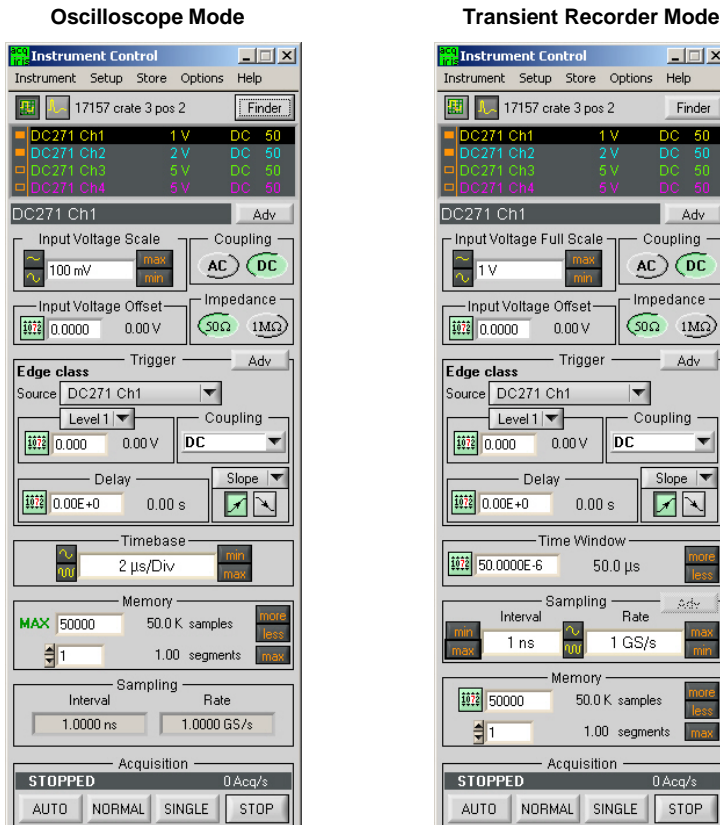 Oscilloscope Mode
Instrument Control
Instrument Setup Store Options Help
17157 crate 3 pos 2 Finder
DC271 Ch1 1 V DC 50
DC271 Ch2 2 V DC 50
DC271 Ch3 5 V DC 50
DC271 Ch4 5 V DC 50
DC271 Ch1 Adv
Input Voltage Scale Coupling
100 mV max min AC DC
Input Voltage Offset Impedance
1072 0.0000 0.00 V 50Ω 1MΩ
Trigger Adv
Edge class
Source DC271 Ch1
Level 1 Coupling
1072 0.000 0.00 V DC
Delay Slope
1072 0.00E+0 0.00 s
Timebase
2 µs/Div min max
Memory
MAX 50000 50.0 K samples more less
1 1.00 segments max
Sampling
Interval Rate
1.0000 ns 1.0000 GS/s
Acquisition
STOPPED 0 Acq/s
AUTO NORMAL SINGLE STOP
Transient Recorder Mode
Instrument Control
Instrument Setup Store Options Help
17157 crate 3 pos 2 Finder
DC271 Ch1 1 V DC 50
DC271 Ch2 2 V DC 50
DC271 Ch3 5 V DC 50
DC271 Ch4 5 V DC 50
DC271 Ch1 Adv
Input Voltage Full Scale Coupling
1 V max min AC DC
Input Voltage Offset Impedance
1072 0.0000 0.00 V 50Ω 1MΩ
Trigger Adv
Edge class
Source DC271 Ch1
Level 1 Coupling
1072 0.000 0.00 V DC
Delay Slope
1072 0.00E+0 0.00 s
Time Window
1072 50.0000E-6 50.0 µs more less
Sampling Adv
Interval Rate
min max 1 ns 1 GS/s max min
Memory
1072 50000 50.0 K samples more less
1 1.00 segments max
Acquisition
STOPPED 0 Acq/s
AUTO NORMAL SINGLE STOP